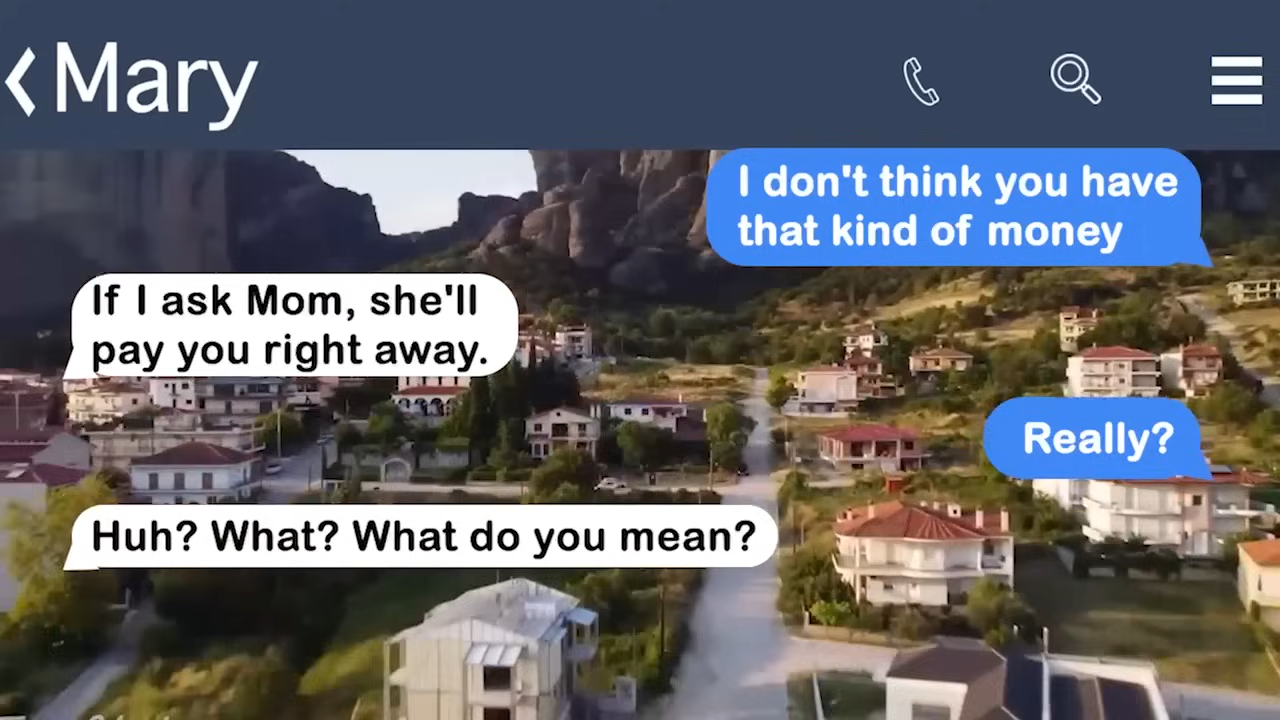 Mary
I don't think you have
that kind of money
If I ask Mom, she'll
pay you right away.
Really?
Huh? What? What do you mean?